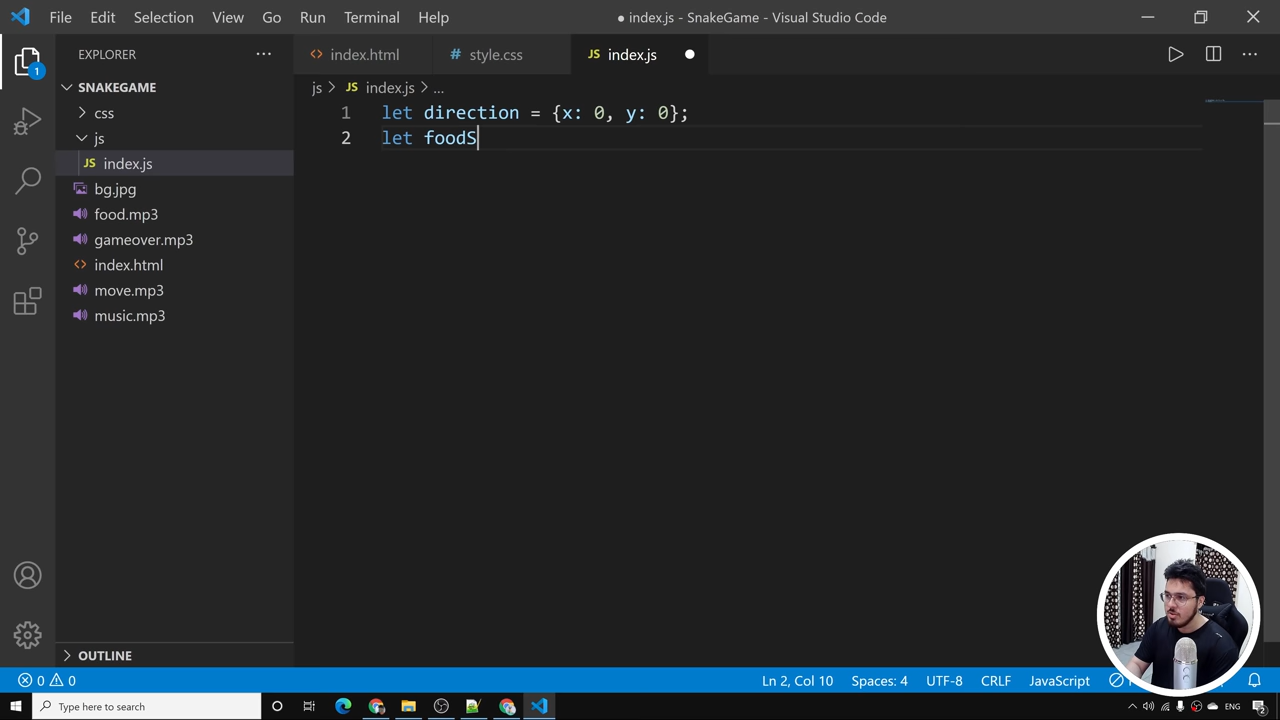 File Edit Selection View Go Run Terminal Help
● index.js - SnakeGame - Visual Studio Code
EXPLORER
index.html
style.css
JS index.js
SNAKEGAME
css
js
JS index.js
bg.jpg
food.mp3
gameover.mp3
index.html
move.mp3
music.mp3
OUTLINE
js > JS index.js > ...
1 let direction = {x: 0, y: 0};
2 let foodS
1
0 0
Ln 2, Col 10 Spaces: 4 UTF-8 CRLF JavaScript
Type here to search
ENG
2